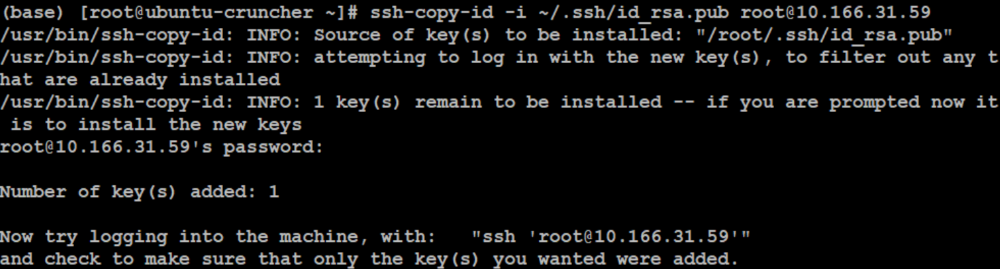 (base) [root@ubuntu-cruncher ~]# ssh-copy-id -i ~/.ssh/id_rsa.pub root@10.166.31.59
/usr/bin/ssh-copy-id: INFO: Source of key(s) to be installed: "/root/.ssh/id_rsa.pub"
/usr/bin/ssh-copy-id: INFO: attempting to log in with the new key(s), to filter out any t
hat are already installed
/usr/bin/ssh-copy-id: INFO: 1 key(s) remain to be installed -- if you are prompted now it
 is to install the new keys
root@10.166.31.59's password:
Number of key(s) added: 1
Now try logging into the machine, with:   "ssh 'root@10.166.31.59'"
and check to make sure that only the key(s) you wanted were added.